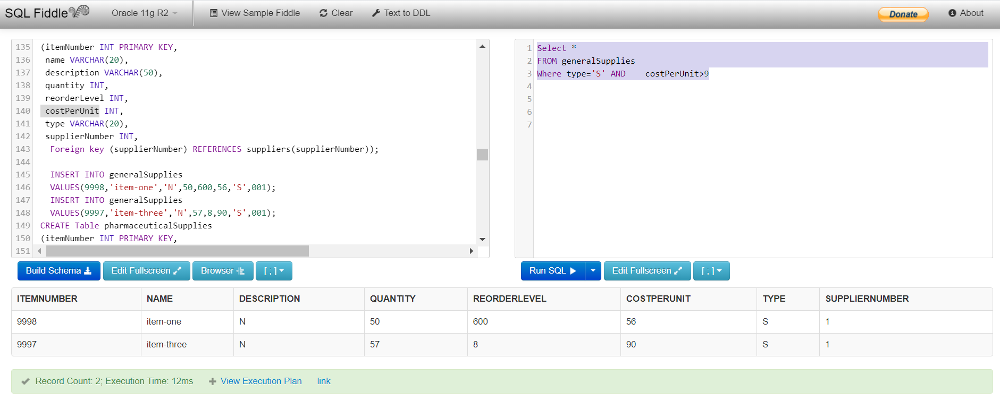 SQL Fiddle
Oracle 11g R2
View Sample Fiddle
Clear
Text to DDL
Donate
About
135 (itemNumber INT PRIMARY KEY,
136 name VARCHAR(20),
137 description VARCHAR(50),
138 quantity INT,
139 reorderLevel INT,
140 costPerUnit INT,
141 type VARCHAR(20),
142 supplierNumber INT,
143 Foreign key (supplierNumber) REFERENCES suppliers(supplierNumber));
144
145 INSERT INTO generalSupplies
146 VALUES(9998,'item-one','N',50,600,56,'S',001);
147 INSERT INTO generalSupplies
148 VALUES(9997,'item-three','N',57,8,90,'S',001);
149 CREATE Table pharmaceuticalSupplies
150 (itemNumber INT PRIMARY KEY,
151
1 Select *
2 FROM generalSupplies
3 Where type='S' AND    costPerUnit>9
4
5
6
7
Build Schema
Edit Fullscreen
Browser
[ ; ]
Run SQL
Edit Fullscreen
[ ; ]
ITEMNUMBER NAME DESCRIPTION QUANTITY REORDERLEVEL COSTPERUNIT TYPE SUPPLIERNUMBER
9998 item-one N 50 600 56 S 1
9997 item-three N 57 8 90 S 1
Record Count: 2; Execution Time: 12ms View Execution Plan link